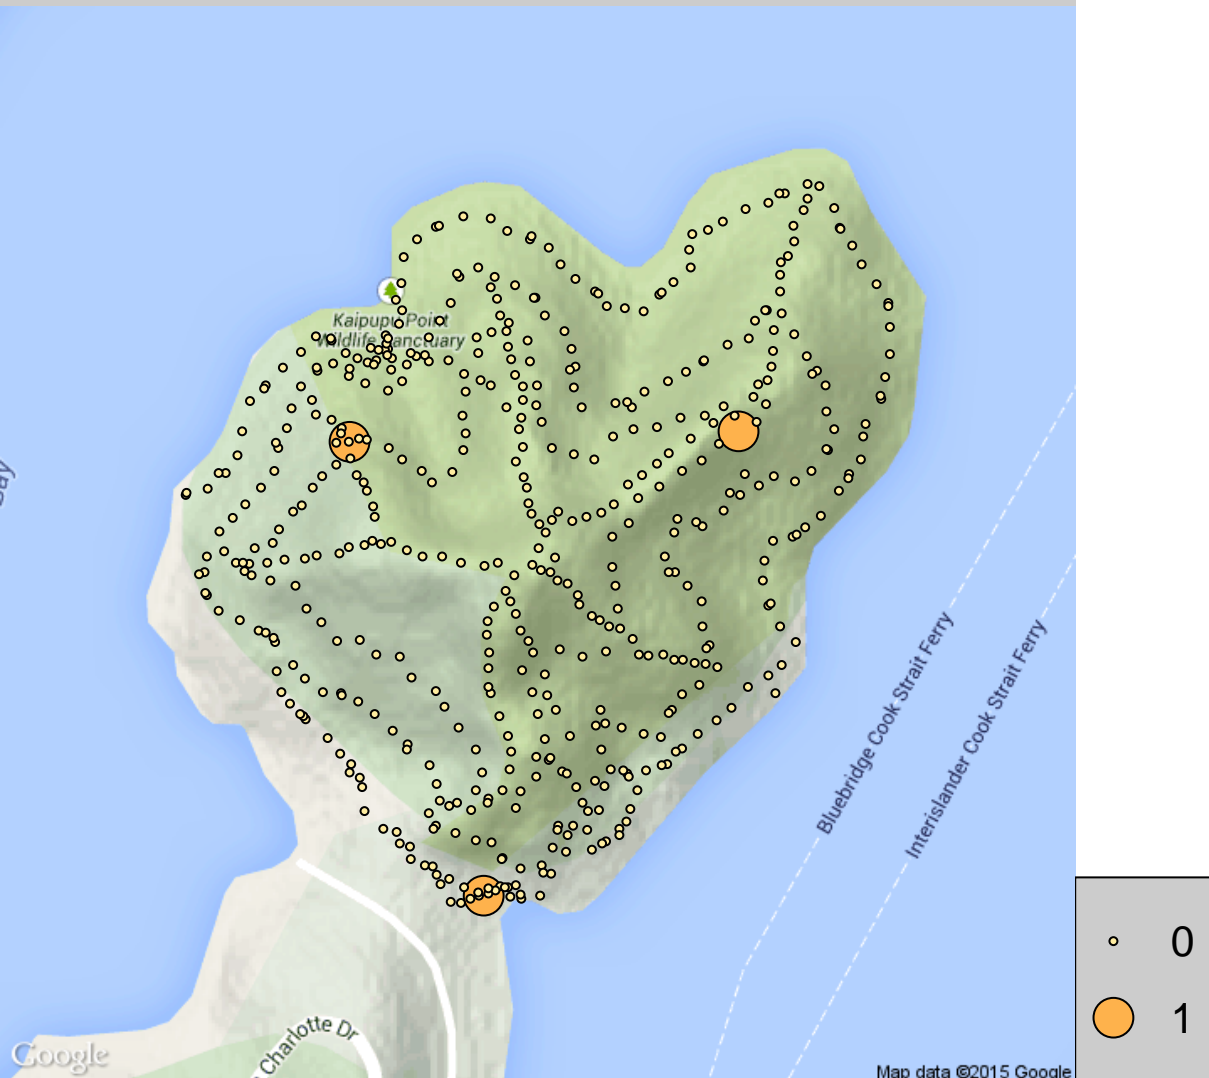 Kaipupu Point
Wildlife Sanctuary
Bay
Bluebridge Cook Strait Ferry
Interislander Cook Strait Ferry
0
1
Charlotte Dr
Google
Map data ©2015 Google